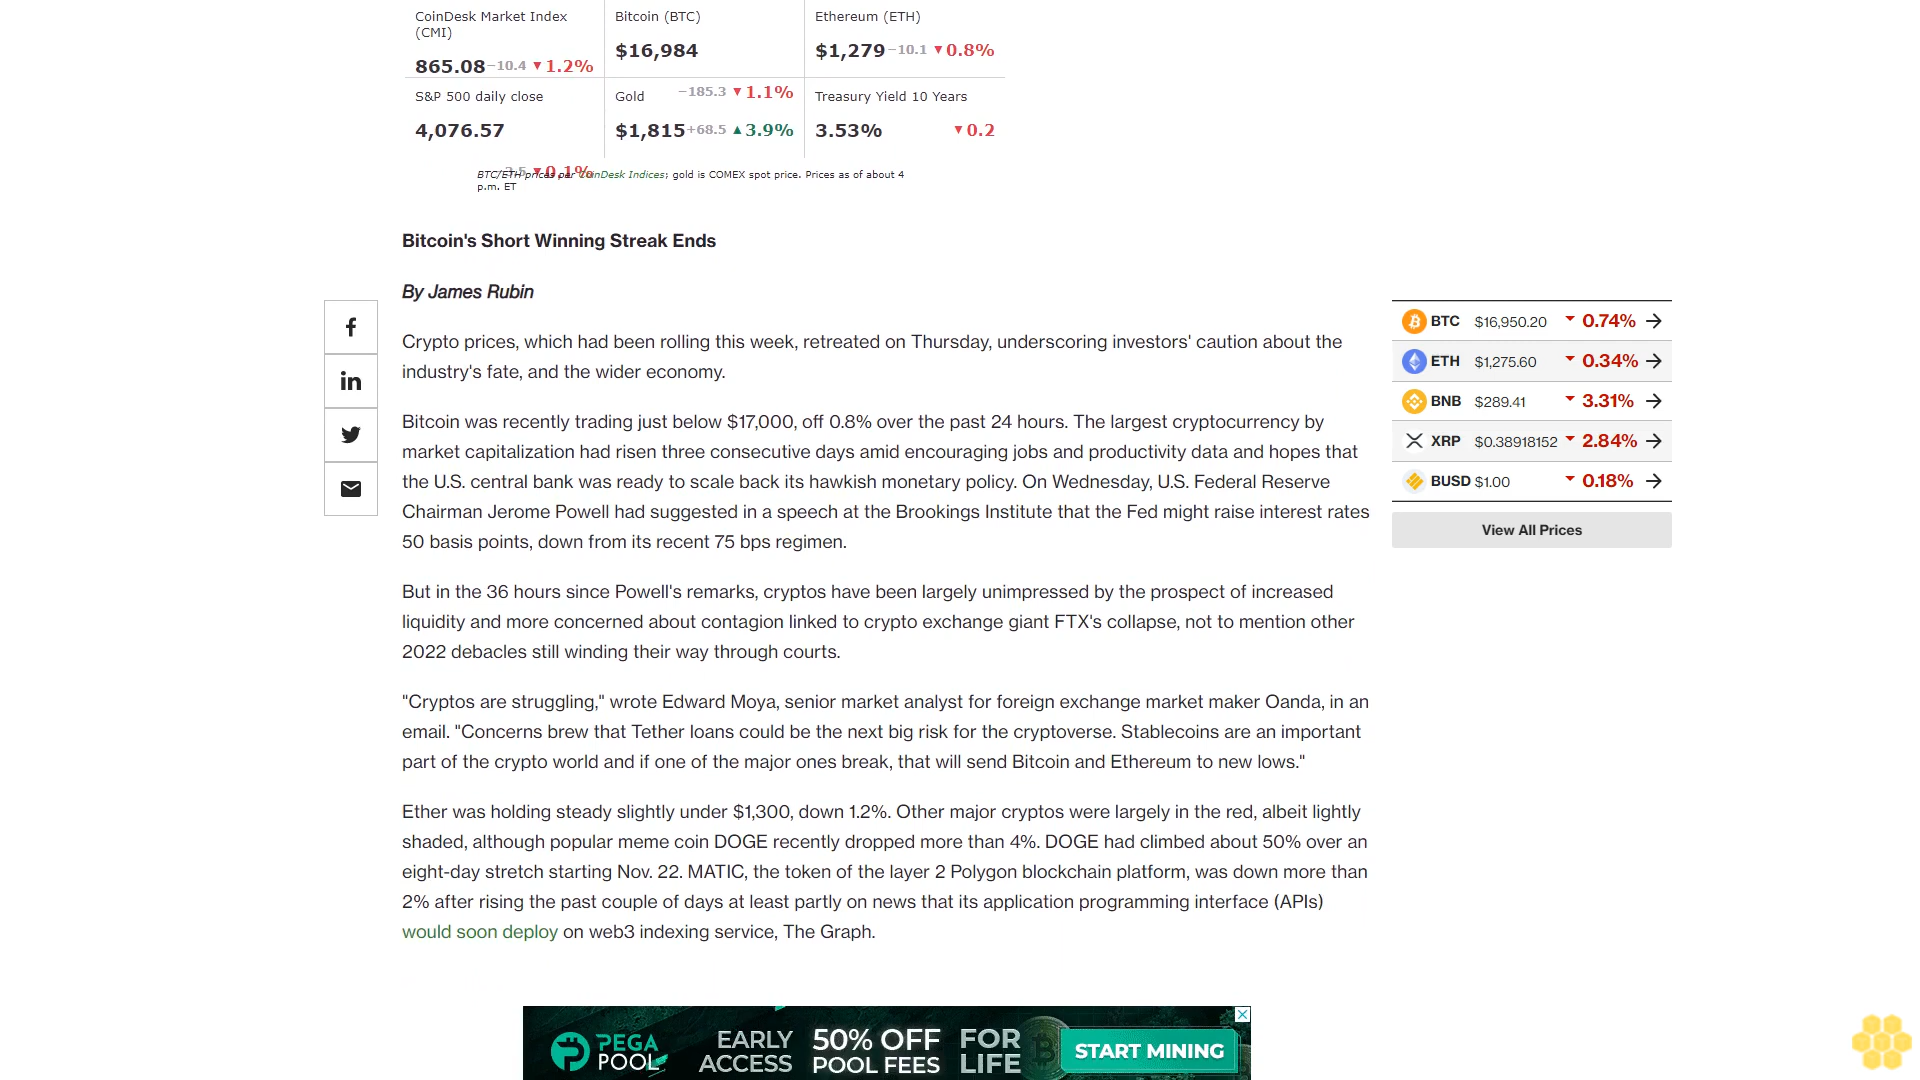 CoinDesk Market Index
(CMI)
865.08 −10.4 ▼1.2%
Bitcoin (BTC)
$16,984
−185.3 ▼1.1%
Ethereum (ETH)
$1,279 −10.1 ▼0.8%
S&P 500 daily close
4,076.57
−3.5 ▼0.1%
Gold
$1,815 +68.5 ▲3.9%
Treasury Yield 10 Years
3.53% ▼0.2
BTC/ETH prices per CoinDesk Indices; gold is COMEX spot price. Prices as of about 4
p.m. ET
Bitcoin's Short Winning Streak Ends
By James Rubin
Crypto prices, which had been rolling this week, retreated on Thursday, underscoring investors' caution about the
industry's fate, and the wider economy.
Bitcoin was recently trading just below $17,000, off 0.8% over the past 24 hours. The largest cryptocurrency by
market capitalization had risen three consecutive days amid encouraging jobs and productivity data and hopes that
the U.S. central bank was ready to scale back its hawkish monetary policy. On Wednesday, U.S. Federal Reserve
Chairman Jerome Powell had suggested in a speech at the Brookings Institute that the Fed might raise interest rates
50 basis points, down from its recent 75 bps regimen.
But in the 36 hours since Powell's remarks, cryptos have been largely unimpressed by the prospect of increased
liquidity and more concerned about contagion linked to crypto exchange giant FTX's collapse, not to mention other
2022 debacles still winding their way through courts.
"Cryptos are struggling," wrote Edward Moya, senior market analyst for foreign exchange market maker Oanda, in an
email. "Concerns brew that Tether loans could be the next big risk for the cryptoverse. Stablecoins are an important
part of the crypto world and if one of the major ones break, that will send Bitcoin and Ethereum to new lows."
Ether was holding steady slightly under $1,300, down 1.2%. Other major cryptos were largely in the red, albeit lightly
shaded, although popular meme coin DOGE recently dropped more than 4%. DOGE had climbed about 50% over an
eight-day stretch starting Nov. 22. MATIC, the token of the layer 2 Polygon blockchain platform, was down more than
2% after rising the past couple of days at least partly on news that its application programming interface (APIs)
would soon deploy on web3 indexing service, The Graph.
BTC $16,950.20 0.74%
ETH $1,275.60 0.34%
BNB $289.41 3.31%
XRP $0.38918152 2.84%
BUSD $1.00 0.18%
View All Prices
PEGA
POOL
EARLY
ACCESS
50% OFF
POOL FEES
FOR
LIFE
START MINING